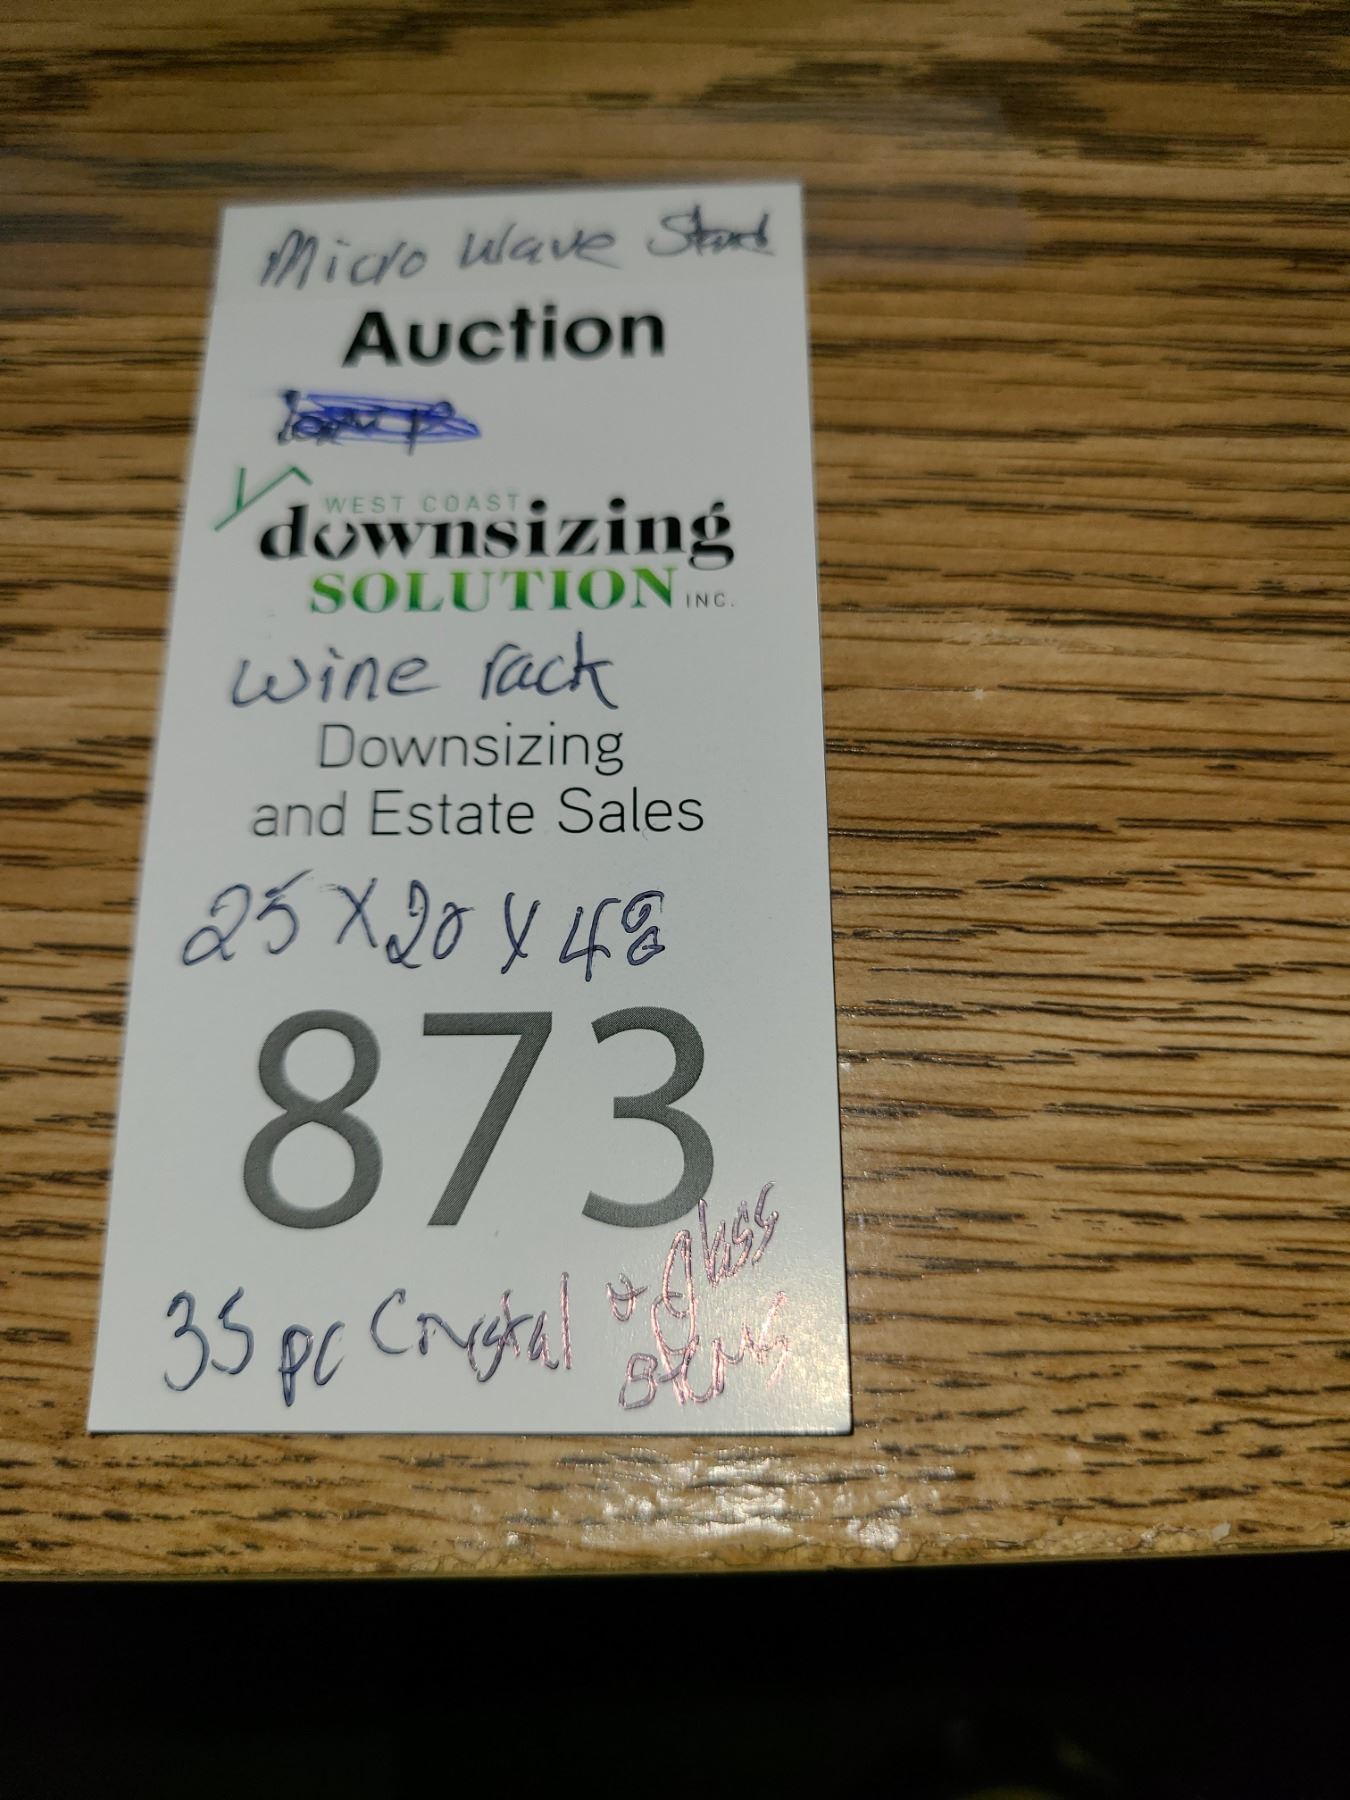 Micro Wave Stand
Auction
WEST COAST
downsizing
SOLUTION INC.
wine rack
Downsizing
and Estate Sales
25 X 20 X 48
873
35 pc Crystal + glass